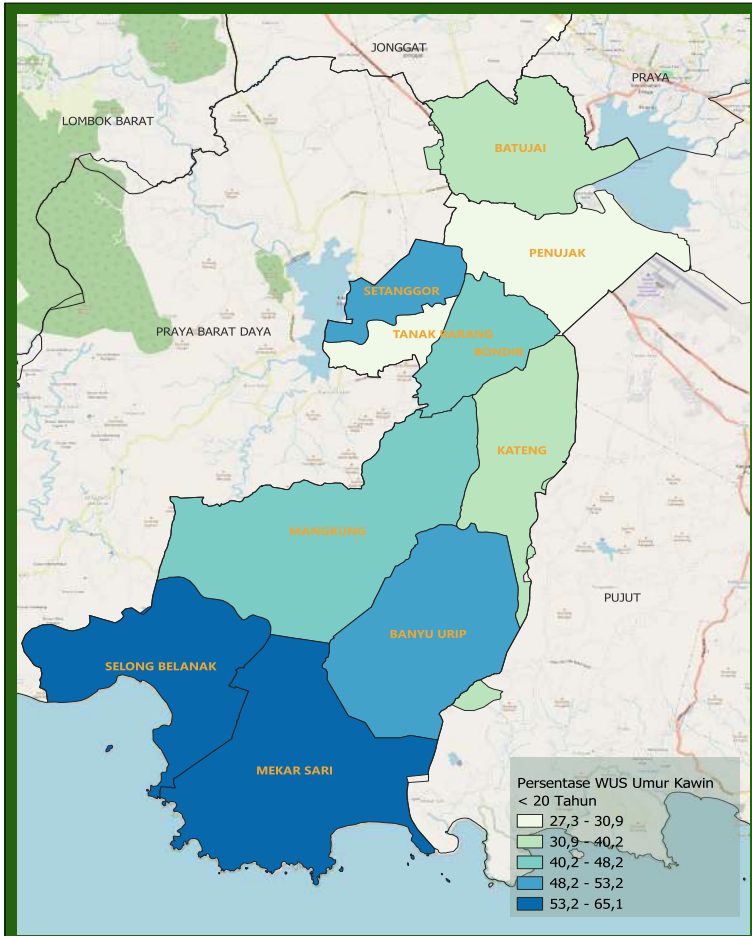 JONGGAT
PRAYA
LOMBOK BARAT
BATUJAI
PENUJAK
SETANGGOR
PRAYA BARAT DAYA
TANAK RARANG
BONDIR
KATENG
MANGKUNG
PUJUT
BANYU URIP
SELONG BELANAK
MEKAR SARI
Persentase WUS Umur Kawin
< 20 Tahun
27,3 - 30,9
30,9 - 40,2
40,2 - 48,2
48,2 - 53,2
53,2 - 65,1